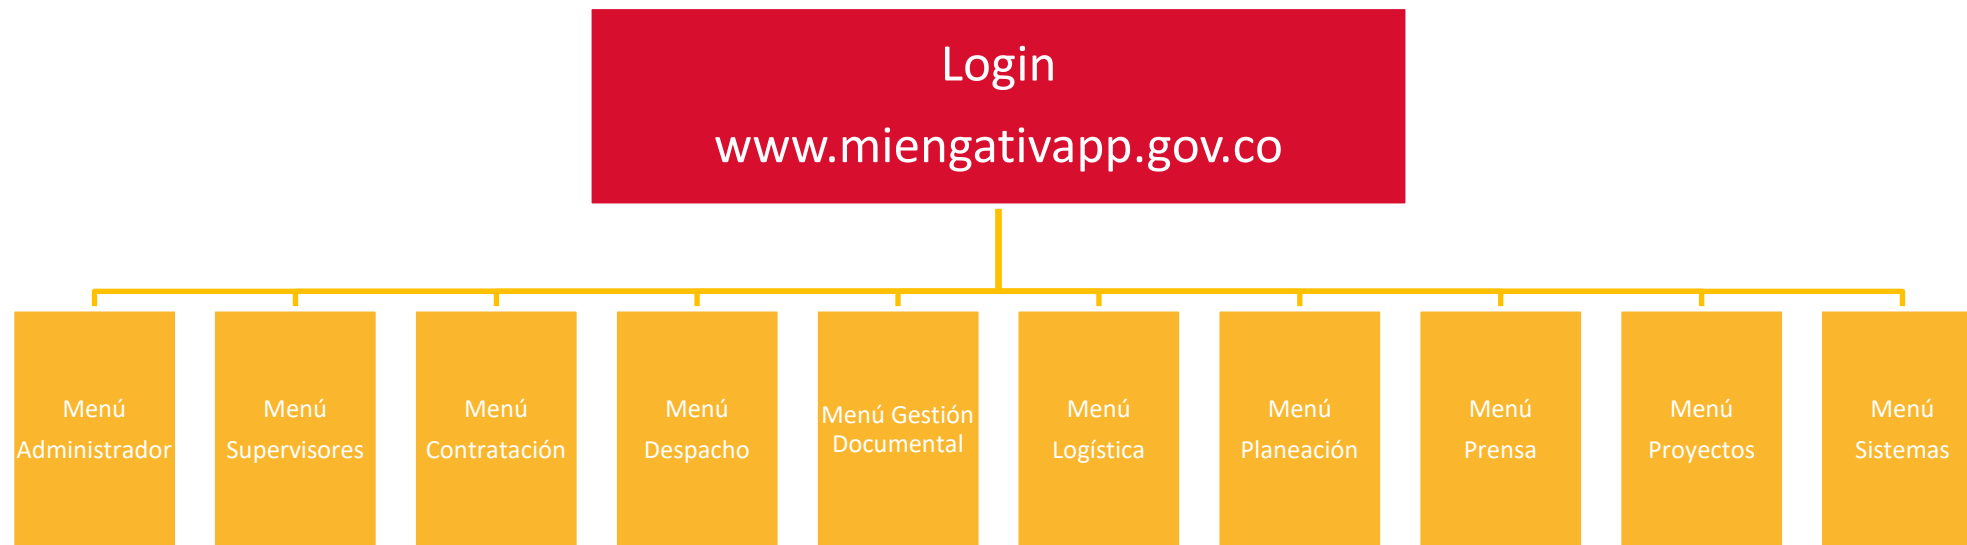 Login
www.miengativapp.gov.co
Menú
Administrador
Menú
Supervisores
Menú
Contratación
Menú
Despacho
Menú Gestión
Documental
Menú
Logística
Menú
Planeación
Menú
Prensa
Menú
Proyectos
Menú
Sistemas